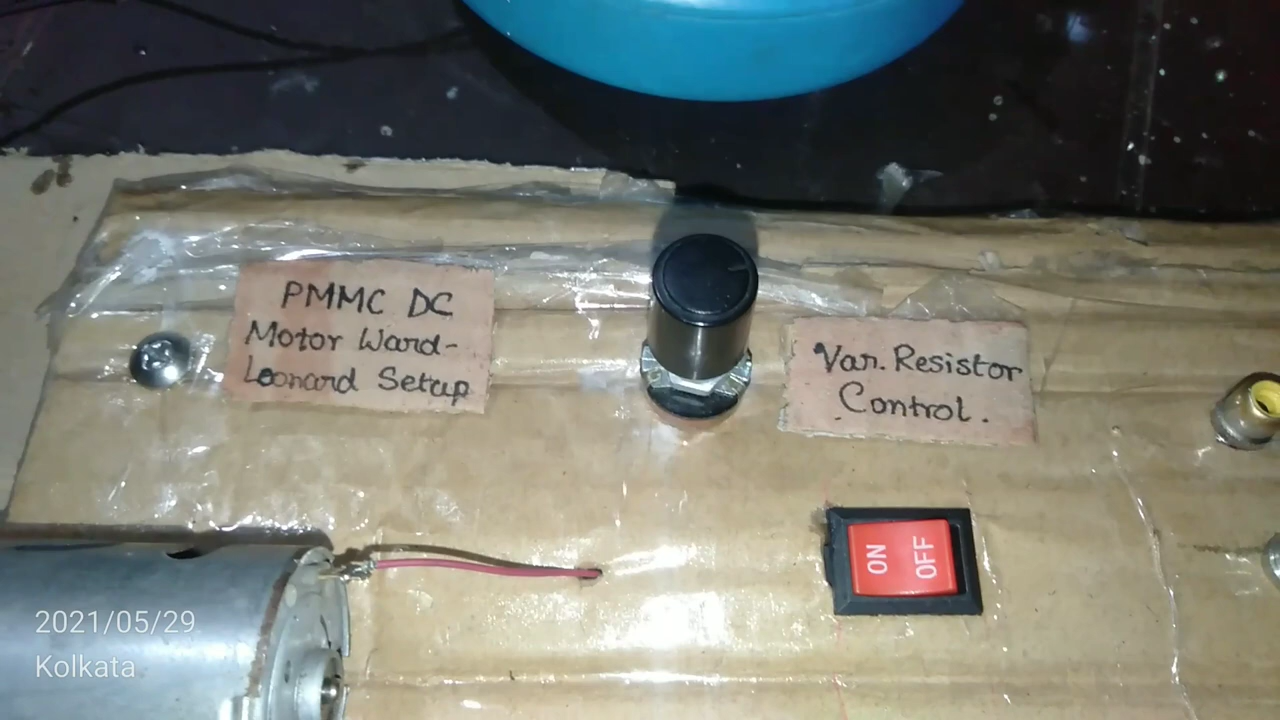 PMMC DC
Motor Ward-
Leonard Setup
Var. Resistor
Control.
ON
OFF
2021/05/29
Kolkata